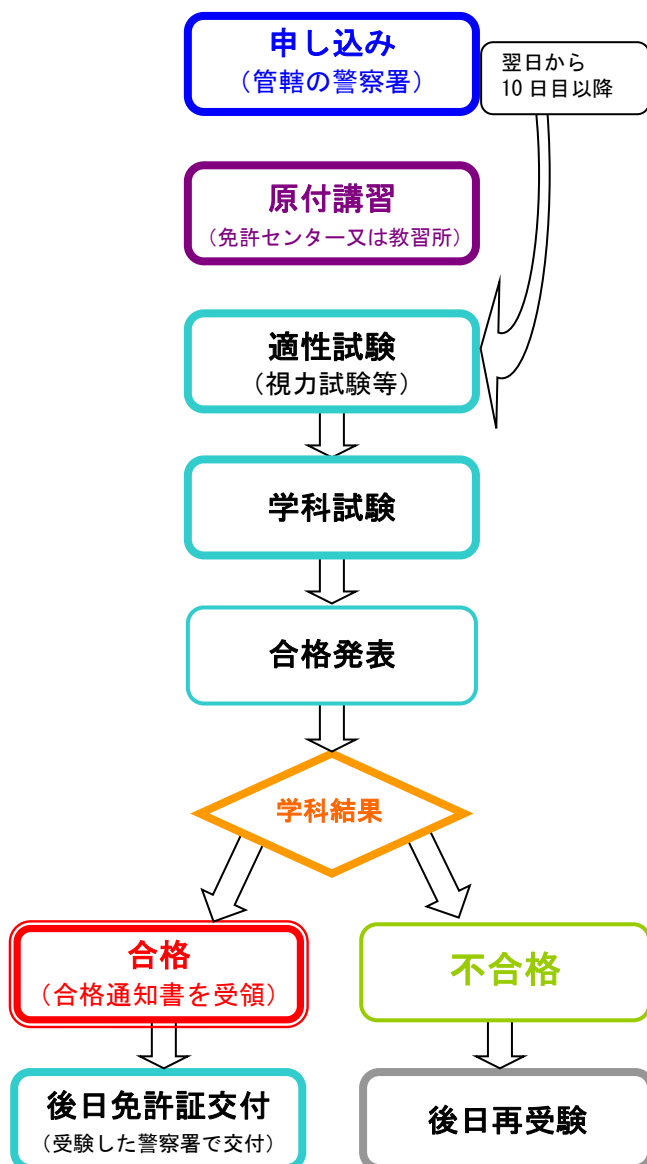 申し込み
（管轄の警察署）
翌日から
10日目以降
原付講習
（免許センター又は教習所）
適性試験
（視力試験等）
学科試験
合格発表
学科結果
合格
（合格通知書を受領）
不合格
後日免許証交付
（受験した警察署で交付）
後日再受験